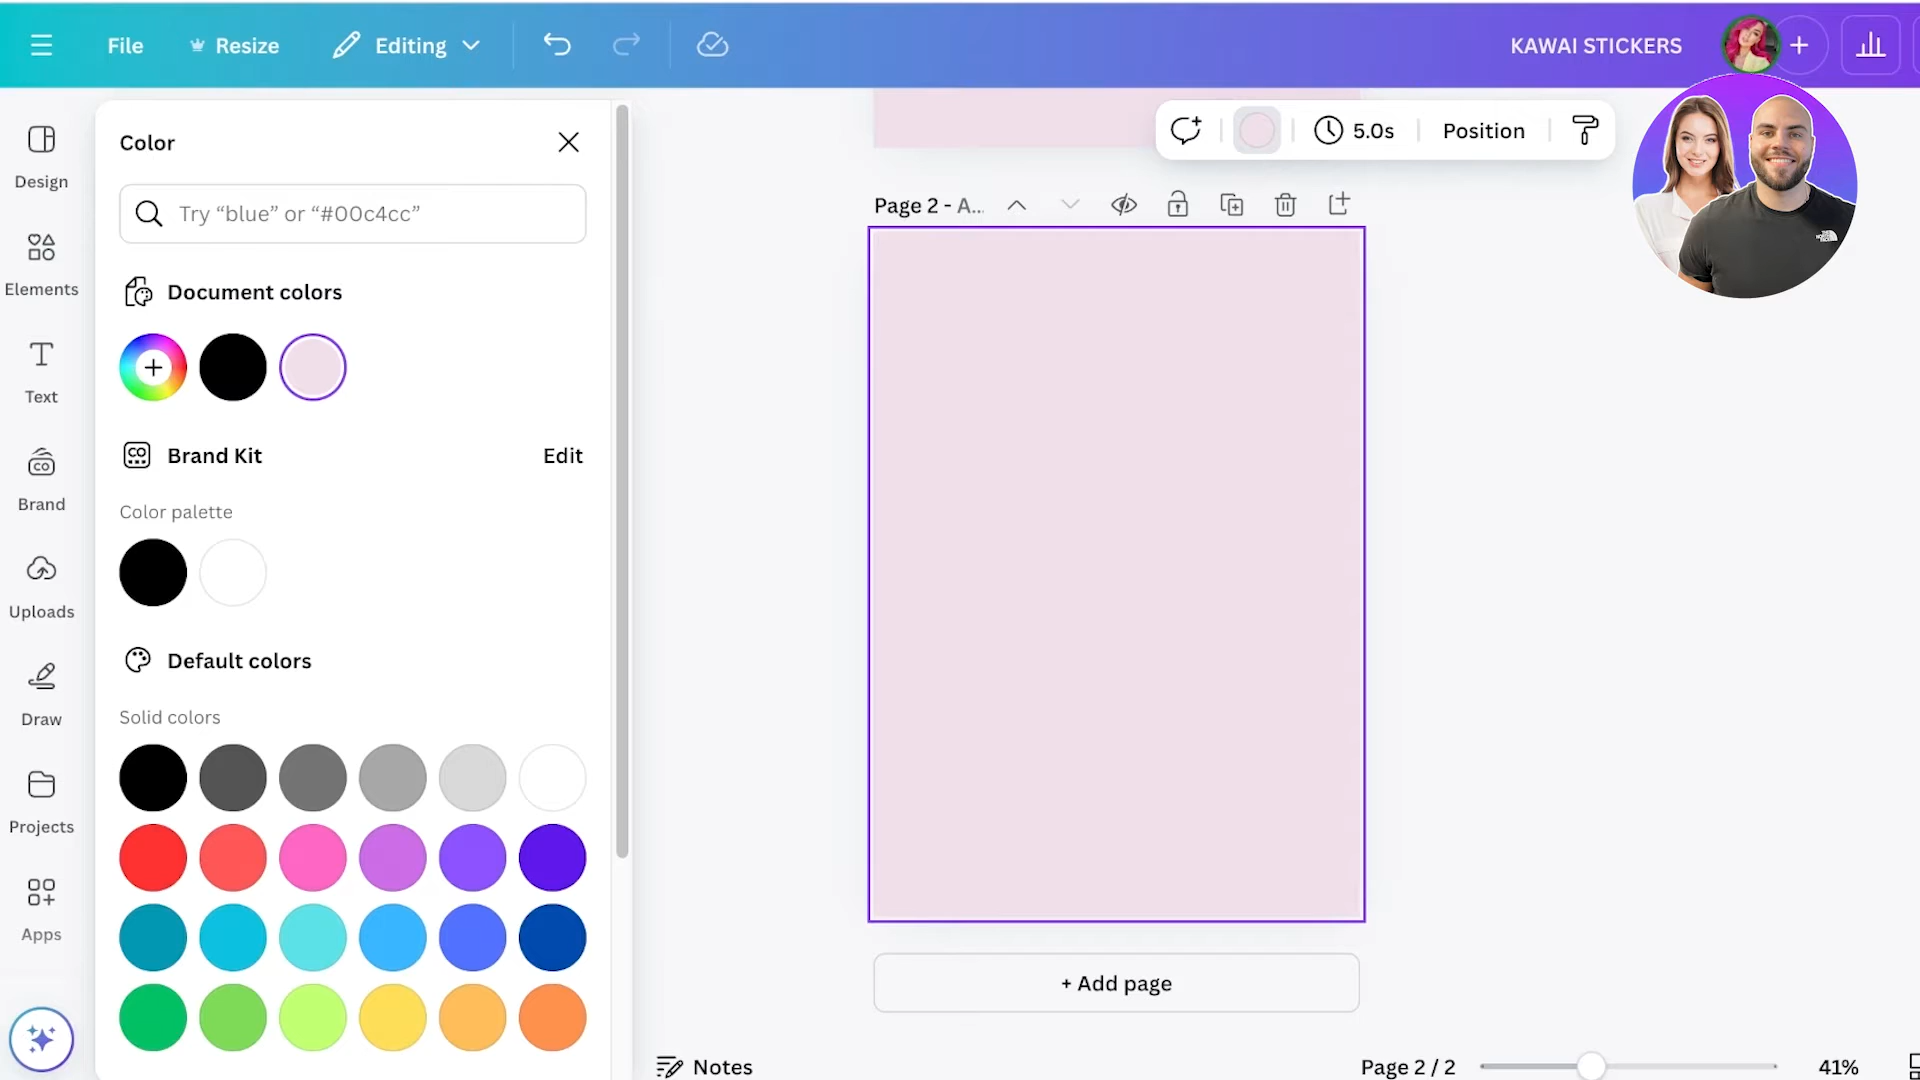 File
Resize
Editing
KAWAI STICKERS
Design
Elements
Text
Brand
Uploads
Draw
Projects
Apps
Color
Try “blue” or “#00c4cc”
Document colors
Brand Kit
Edit
Color palette
Default colors
Solid colors
5.0s
Position
Page 2 - A...
+ Add page
Notes
Page 2 / 2
41%